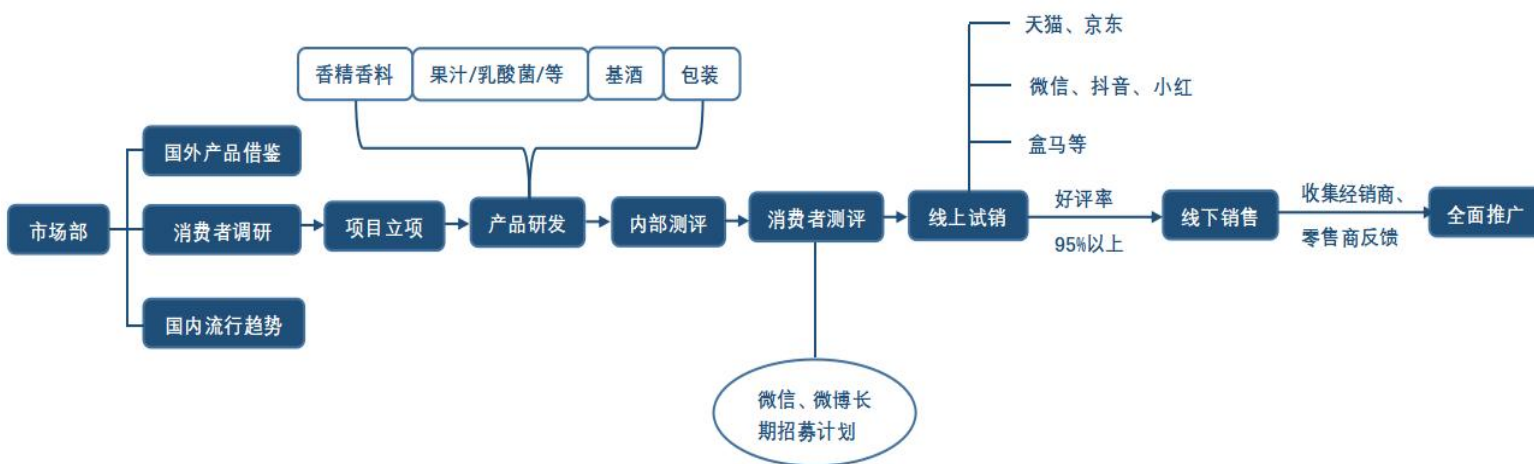 天猫、京东
香精香料
果汁/乳酸菌/等
基酒
包装
微信、抖音、小红
盒马等
国外产品借鉴
市场部
消费者调研
项目立项
产品研发
内部测评
消费者测评
线上试销
好评率
95%以上
线下销售
收集经销商、
零售商反馈
全面推广
国内流行趋势
微信、微博长
期招募计划